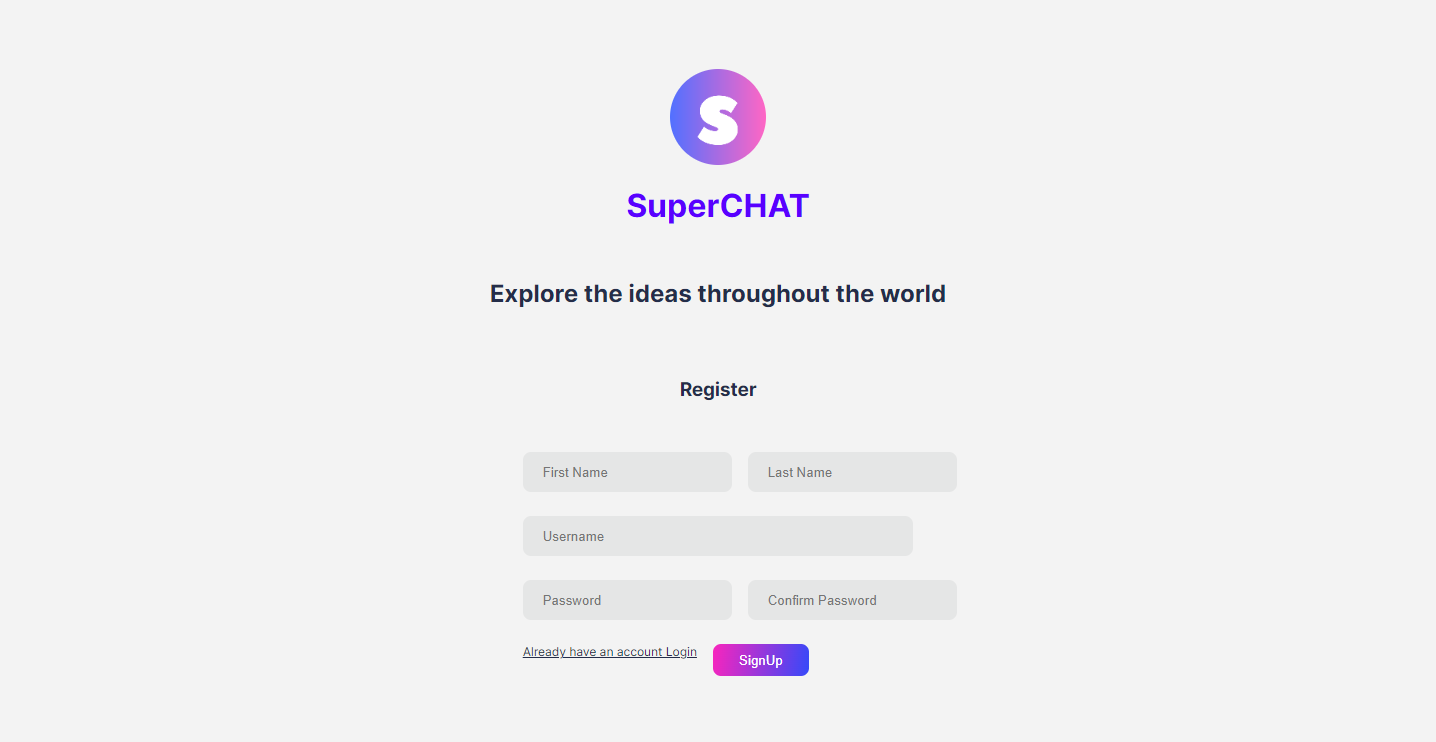 S
SuperCHAT
Explore the ideas throughout the world
Register
First Name Last Name
Username
Password Confirm Password
Already have an account Login SignUp